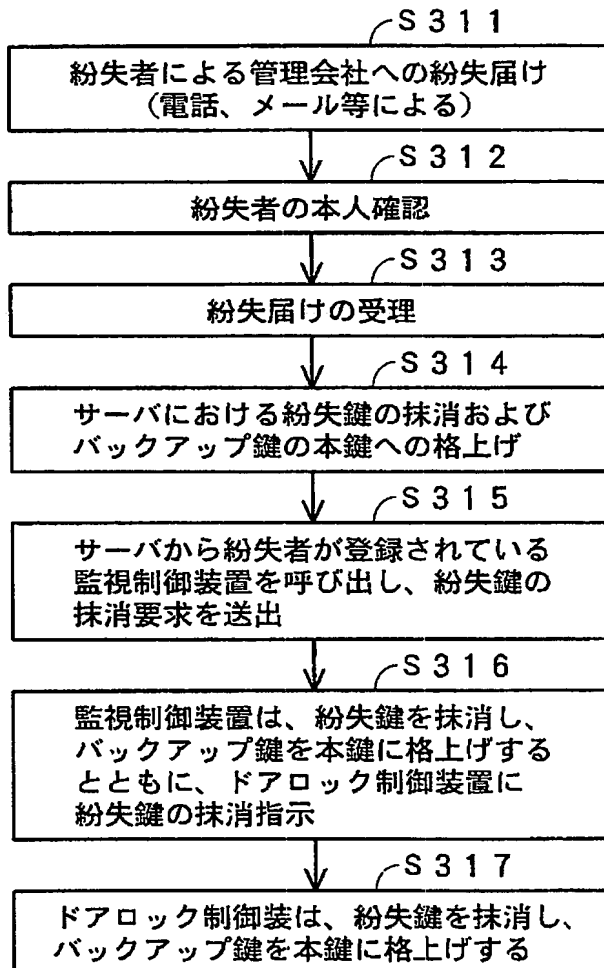 S311
紛失者による管理会社への紛失届け
(電話、メール等による)
S312
紛失者の本人確認
S313
紛失届けの受理
S314
サーバにおける紛失鍵の抹消および
バックアップ鍵の本鍵への格上げ
S315
サーバから紛失者が登録されている
監視制御装置を呼び出し、紛失鍵の
抹消要求を送出
S316
監視制御装置は、紛失鍵を抹消し、
バックアップ鍵を本鍵に格上げする
とともに、ドアロック制御装置に
紛失鍵の抹消指示
S317
ドアロック制御装は、紛失鍵を抹消し、
バックアップ鍵を本鍵に格上げする